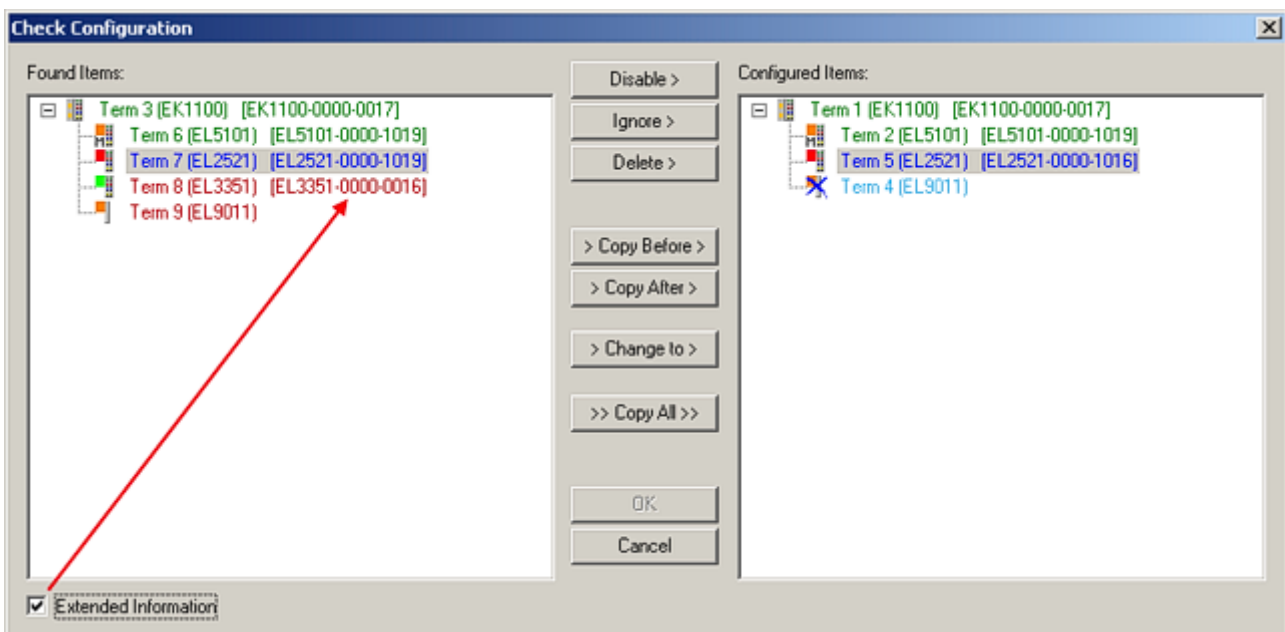 Check Configuration
Found Items:
Term 3 (EK1100) [EK1100-0000-0017]
Term 6 (EL5101) [EL5101-0000-1019]
Term 7 (EL2521) [EL2521-0000-1019]
Term 8 (EL3351) [EL3351-0000-0016]
Term 9 (EL9011)
Disable >
Ignore >
Delete >
> Copy Before >
> Copy After >
> Change to >
>> Copy All >>
OK
Cancel
Configured Items:
Term 1 (EK1100) [EK1100-0000-0017]
Term 2 (EL5101) [EL5101-0000-1019]
Term 5 (EL2521) [EL2521-0000-1016]
Term 4 (EL9011)
Extended Information